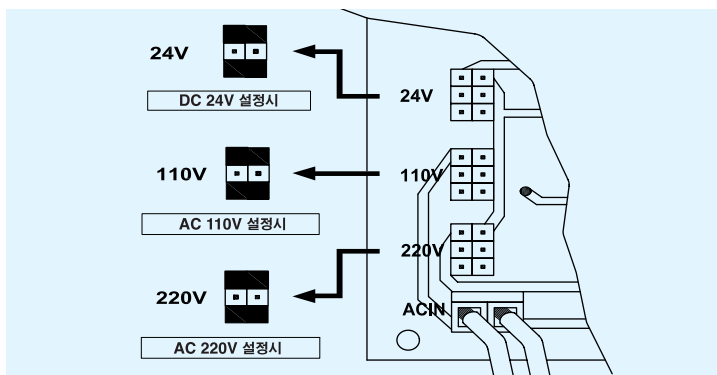 24V
DC 24V 설정시
24V
110V
110V
AC 110V 설정시
220V
220V
ACIN
AC 220V 설정시